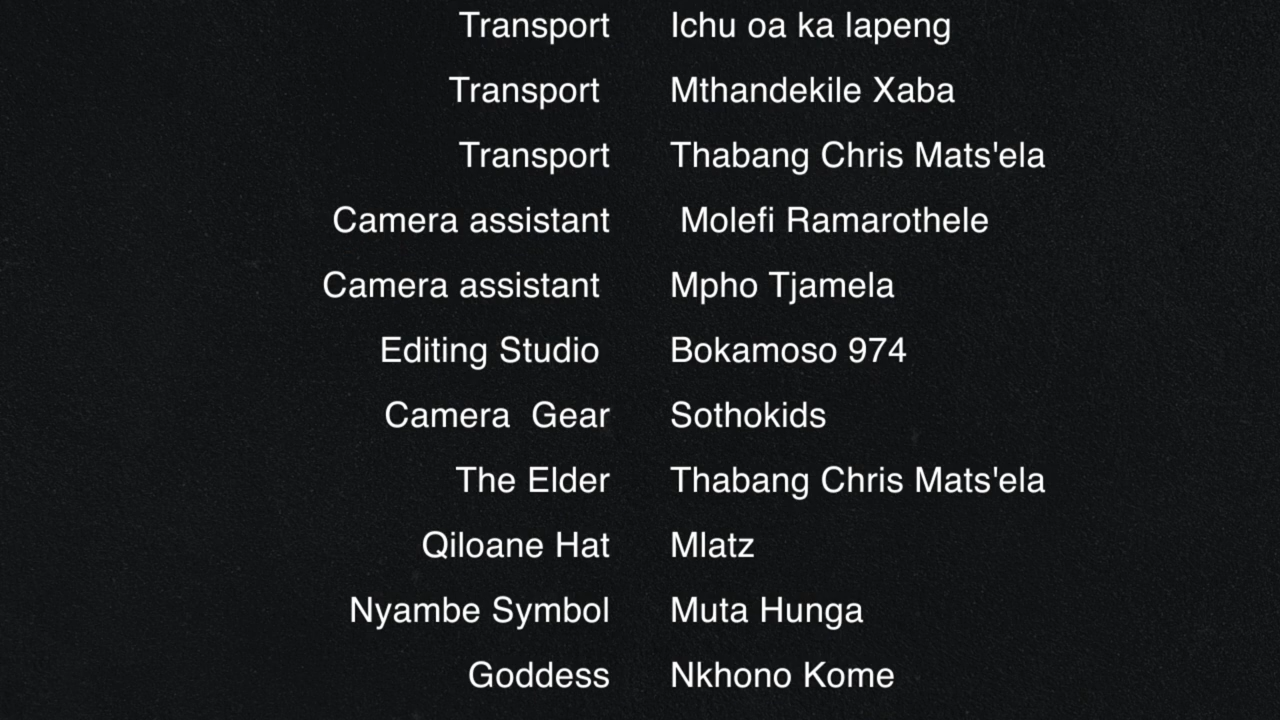 Transport Ichu oa ka lapeng
Transport Mthandekile Xaba
Transport Thabang Chris Mats'ela
Camera assistant Molefi Ramarothele
Camera assistant Mpho Tjamela
Editing Studio Bokamoso 974
Camera  Gear Sothokids
The Elder Thabang Chris Mats'ela
Qiloane Hat Mlatz
Nyambe Symbol Muta Hunga
Goddess Nkhono Kome